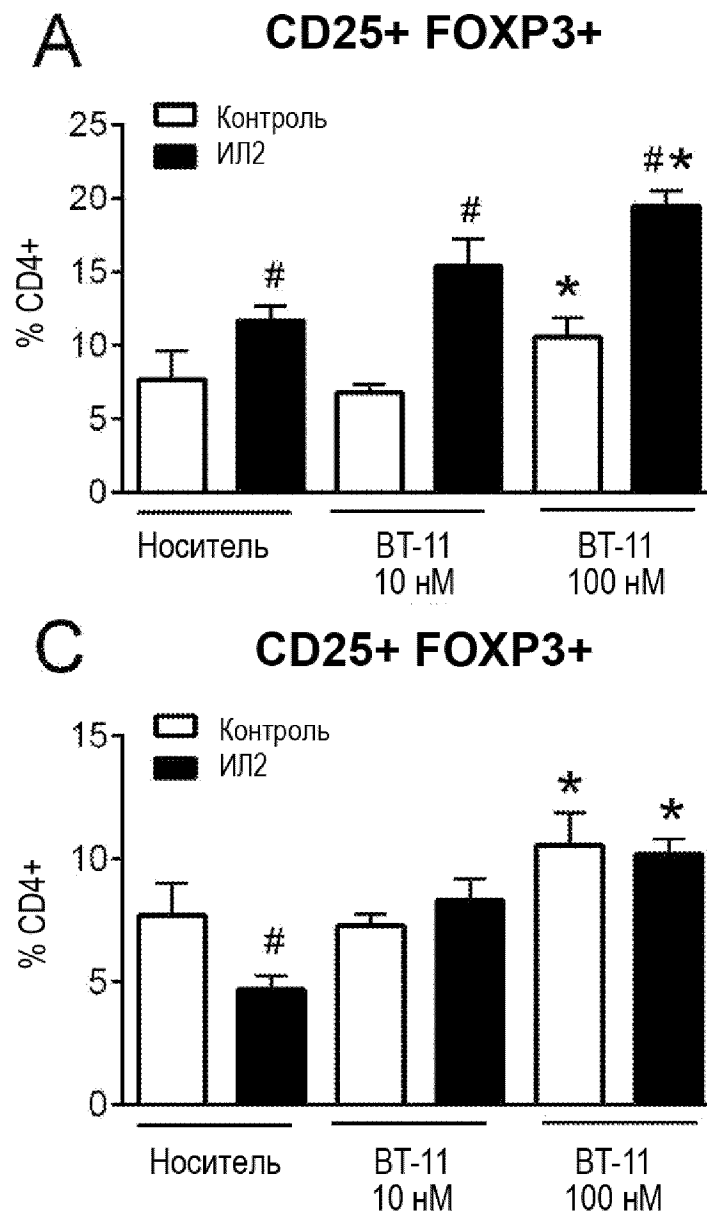 A
CD25+ FOXP3+
Контроль
ИЛ2
25
20
15
10
5
0
% CD4+
#
#
*
# *
Носитель
BT-11
10 нМ
BT-11
100 нМ
C
CD25+ FOXP3+
Контроль
ИЛ2
15
10
5
0
% CD4+
#
*
*
Носитель
BT-11
10 нМ
BT-11
100 нМ